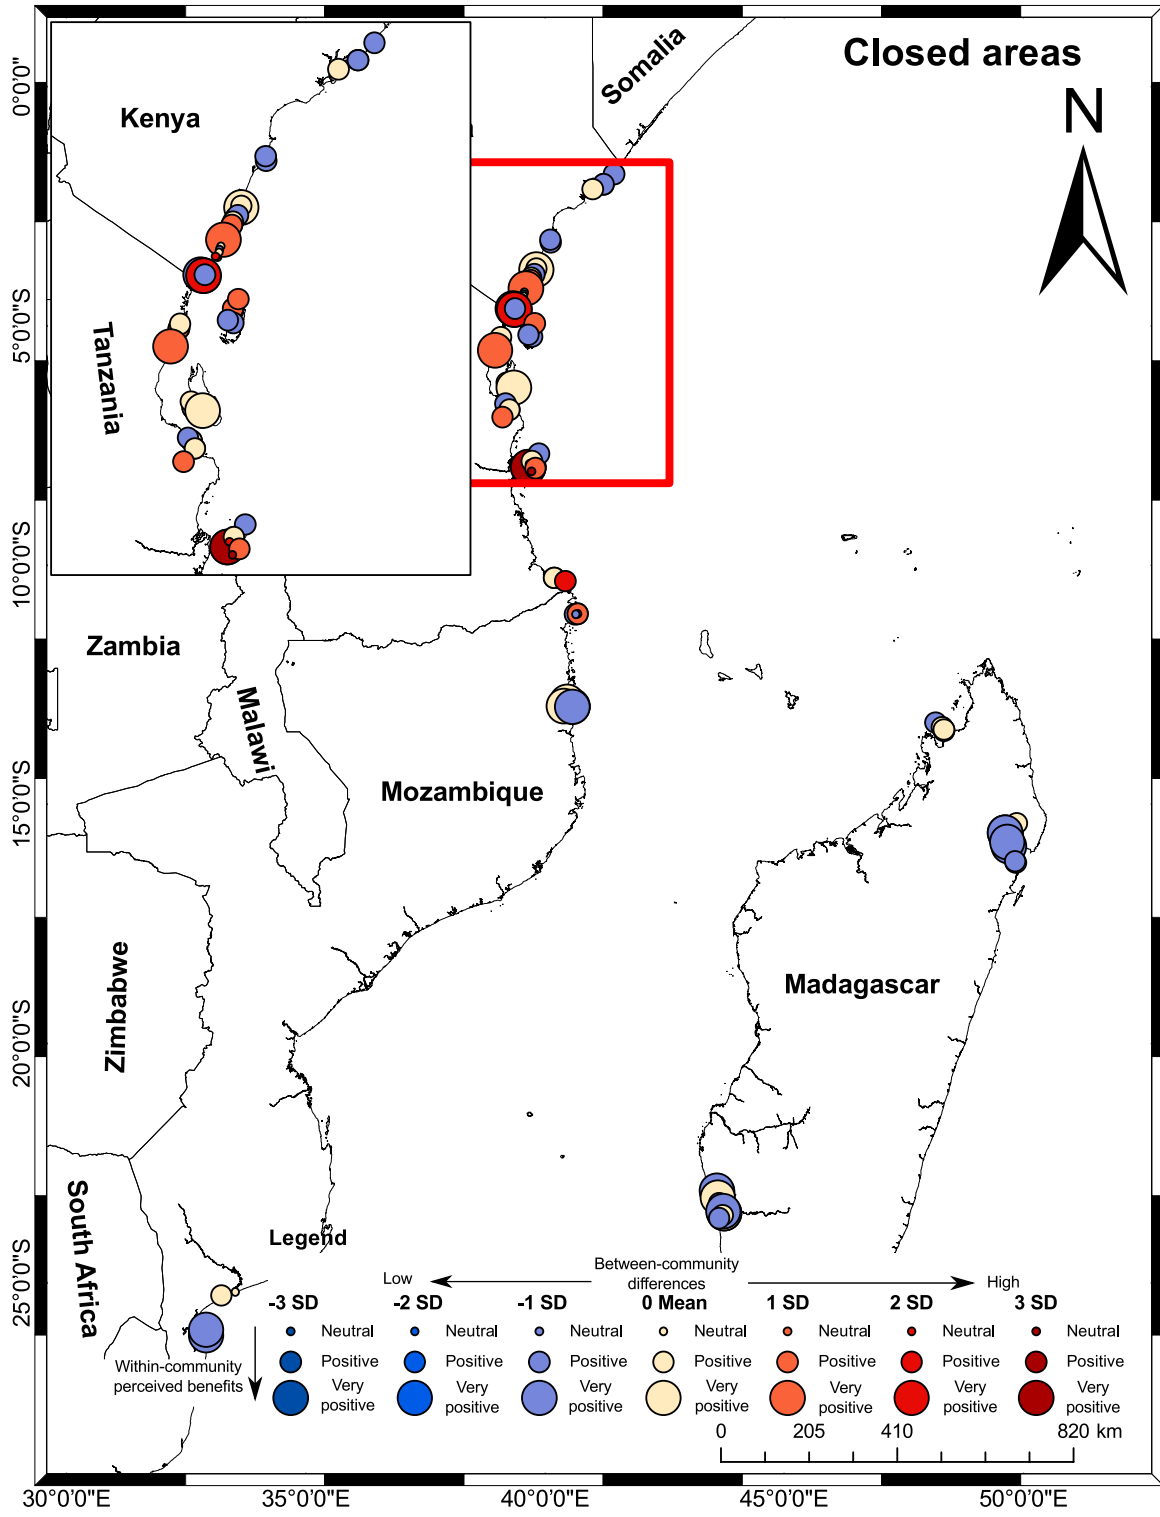 Closed areas
N
Somalia
Kenya
Tanzania
Zambia
Malawi
Mozambique
Zimbabwe
Madagascar
South Africa
0°0'0"
5°0'0"S
10°0'0"S
15°0'0"S
20°0'0"S
25°0'0"S
Legend
Between-community
differences
Low
High
-3 SD
-2 SD
-1 SD
0 Mean
1 SD
2 SD
3 SD
Neutral
Neutral
Neutral
Neutral
Neutral
Neutral
Neutral
Within-community
perceived benefits
Positive
Positive
Positive
Positive
Positive
Positive
Positive
Very
positive
Very
positive
Very
positive
Very
positive
Very
positive
Very
positive
Very
positive
0 205 410 820 km
30°0'0"E 35°0'0"E 40°0'0"E 45°0'0"E 50°0'0"E